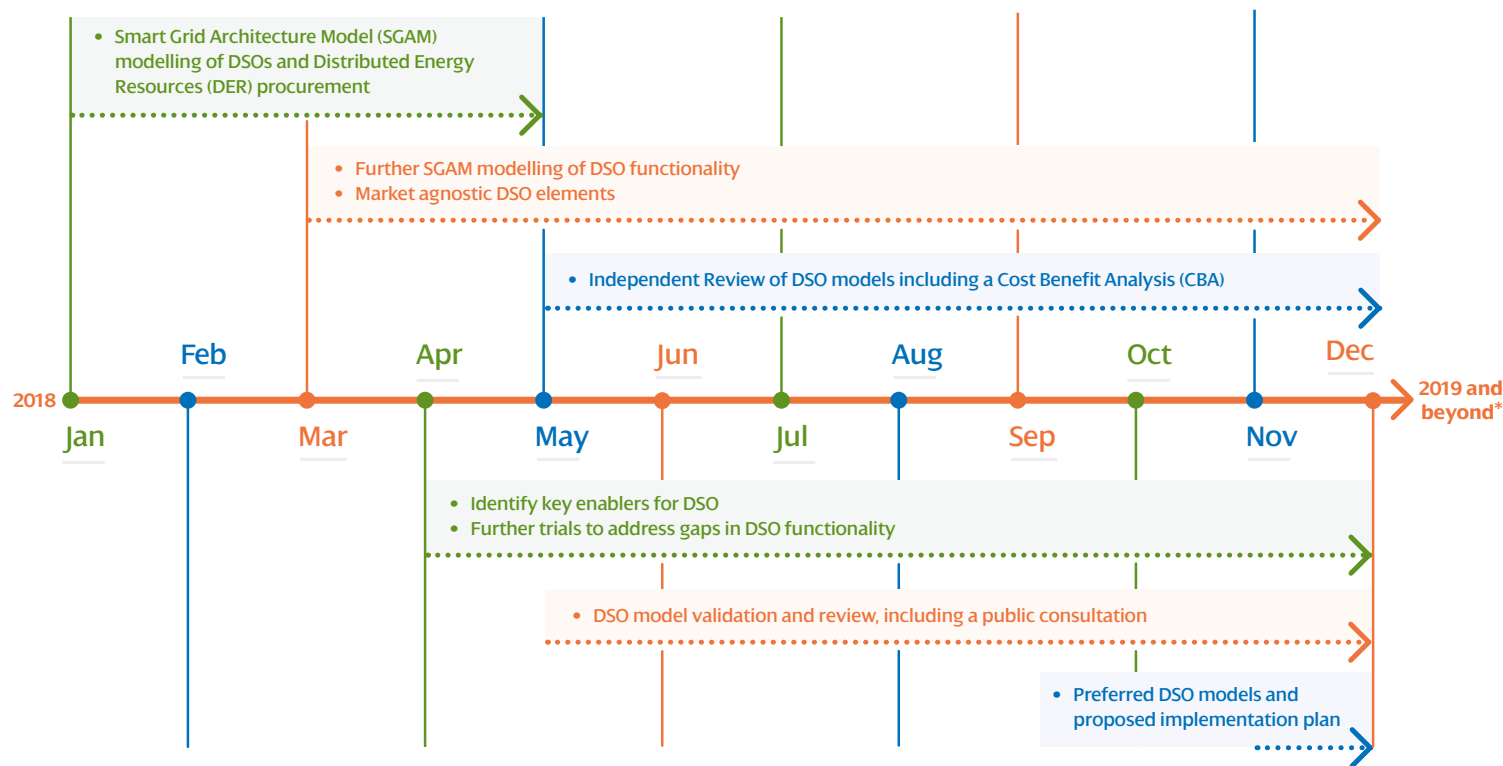 • Smart Grid Architecture Model (SGAM)
modelling of DSOs and Distributed Energy
Resources (DER) procurement
• Further SGAM modelling of DSO functionality
• Market agnostic DSO elements
• Independent Review of DSO models including a Cost Benefit Analysis (CBA)
Feb
Apr
Jun
Aug
Oct
Dec
2018
2019 and
beyond*
Jan
Mar
May
Jul
Sep
Nov
• Identify key enablers for DSO
• Further trials to address gaps in DSO functionality
• DSO model validation and review, including a public consultation
• Preferred DSO models and
proposed implementation plan